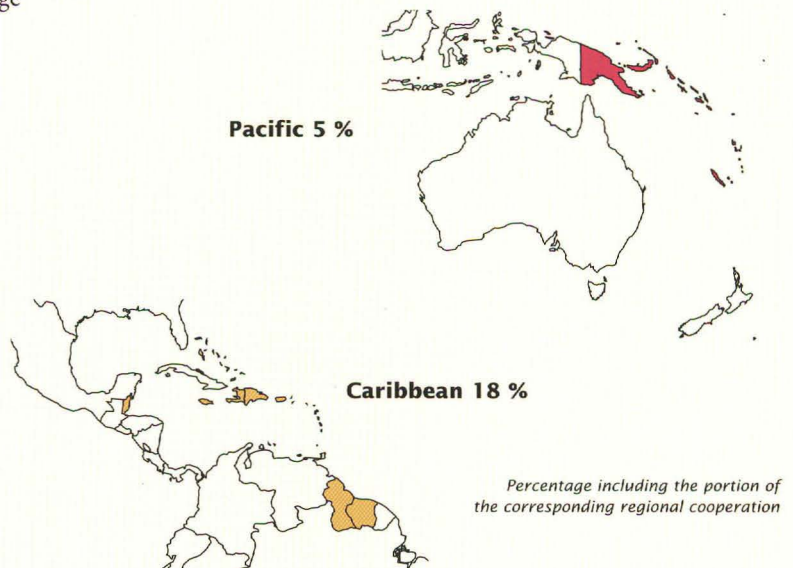 Pacific 5 %
Caribbean 18 %
Percentage including the portion of
the corresponding regional cooperation